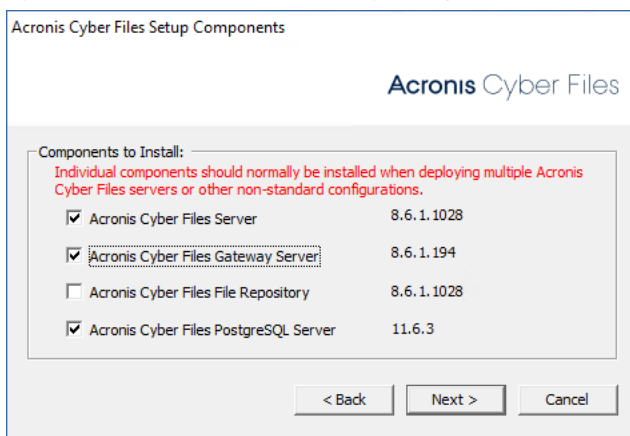 Acronis Cyber Files Setup Components
Acronis Cyber Files
Components to Install:
Individual components should normally be installed when deploying multiple Acronis
Cyber Files servers or other non-standard configurations.
Acronis Cyber Files Server 8.6.1.1028
Acronis Cyber Files Gateway Server 8.6.1.194
Acronis Cyber Files File Repository 8.6.1.1028
Acronis Cyber Files PostgreSQL Server 11.6.3
< Back Next > Cancel